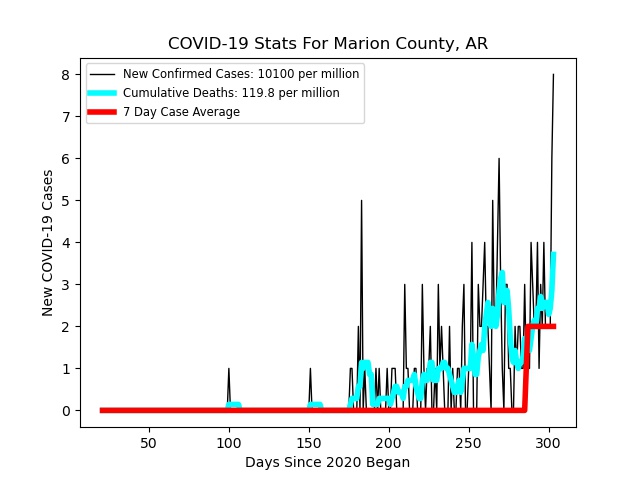 COVID-19 Stats For Marion County, AR
New Confirmed Cases: 10100 per million
Cumulative Deaths: 119.8 per million
7 Day Case Average
8
7
6
5
4
3
2
1
0
New COVID-19 Cases
50 100 150 200 250 300
Days Since 2020 Began